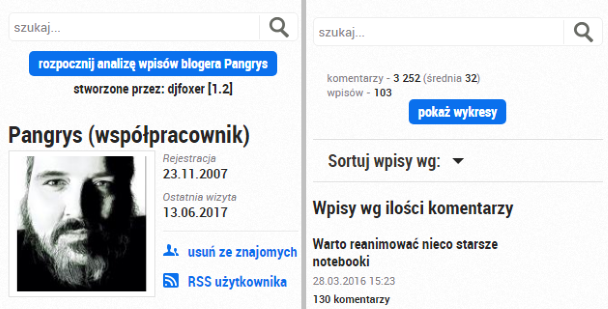 szukaj...
rozpocznij analizę wpisów blogera Pangrys
stworzone przez: djfoxer [1.2]
Pangrys (współpracownik)
Rejestracja
23.11.2007
Ostatnia wizyta
13.06.2017
usuń ze znajomych
RSS użytkownika
szukaj...
komentarzy - 3 252 (średnia 32)
wpisów - 103
pokaż wykresy
Sortuj wpisy wg:
Wpisy wg ilości komentarzy
Warto reanimować nieco starsze
notebooki
28.03.2016 15:23
130 komentarzy